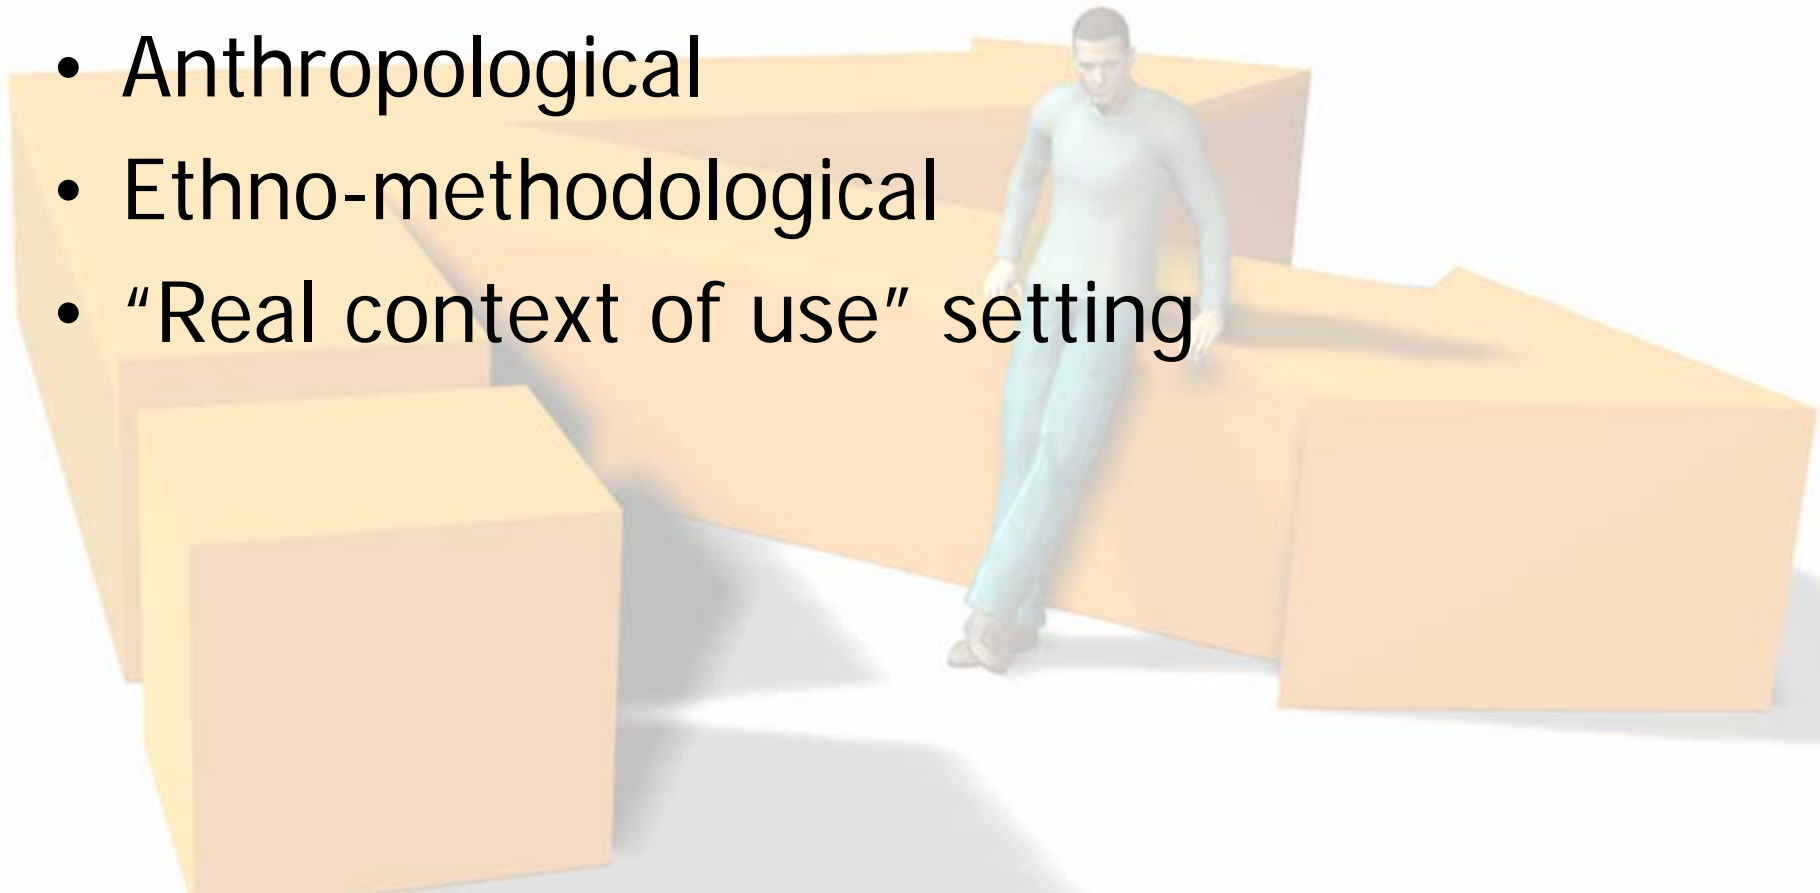 • Anthropological
• Ethno-methodological
• “Real context of use” setting